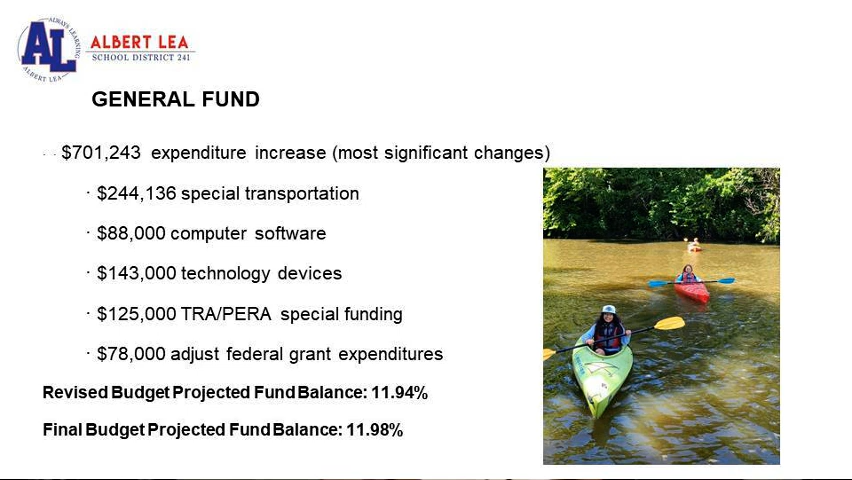 ALWAYS LEARNING
AL
ALBERT LEA
ALBERT LEA
SCHOOL DISTRICT 241
GENERAL FUND
$701,243 expenditure increase (most significant changes)
· $244,136 special transportation
· $88,000 computer software
· $143,000 technology devices
· $125,000 TRA/PERA special funding
· $78,000 adjust federal grant expenditures
Revised Budget Projected Fund Balance: 11.94%
Final Budget Projected Fund Balance: 11.98%